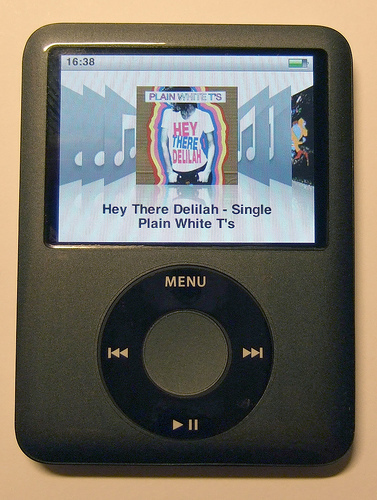 16:38
PLAIN WHITE T'S
HEY
THERE
DELILAH
Hey There Delilah - Single
Plain White T's
MENU